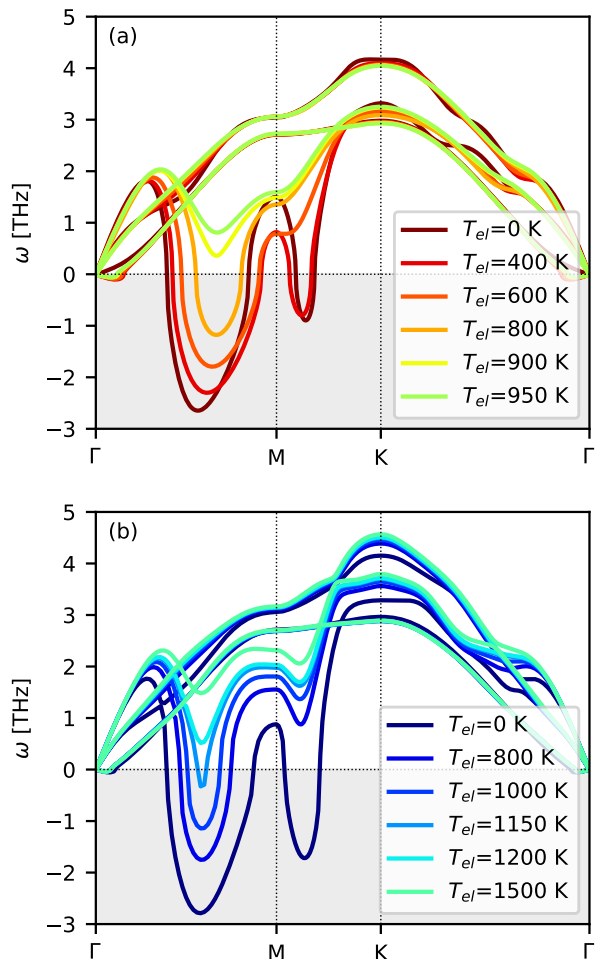 (a)
5
4
3
2
1
0
−1
−2
−3
ω [THz]
T_el=0 K
T_el=400 K
T_el=600 K
T_el=800 K
T_el=900 K
T_el=950 K
Γ M K Γ
(b)
5
4
3
2
1
0
−1
−2
−3
ω [THz]
T_el=0 K
T_el=800 K
T_el=1000 K
T_el=1150 K
T_el=1200 K
T_el=1500 K
Γ M K Γ